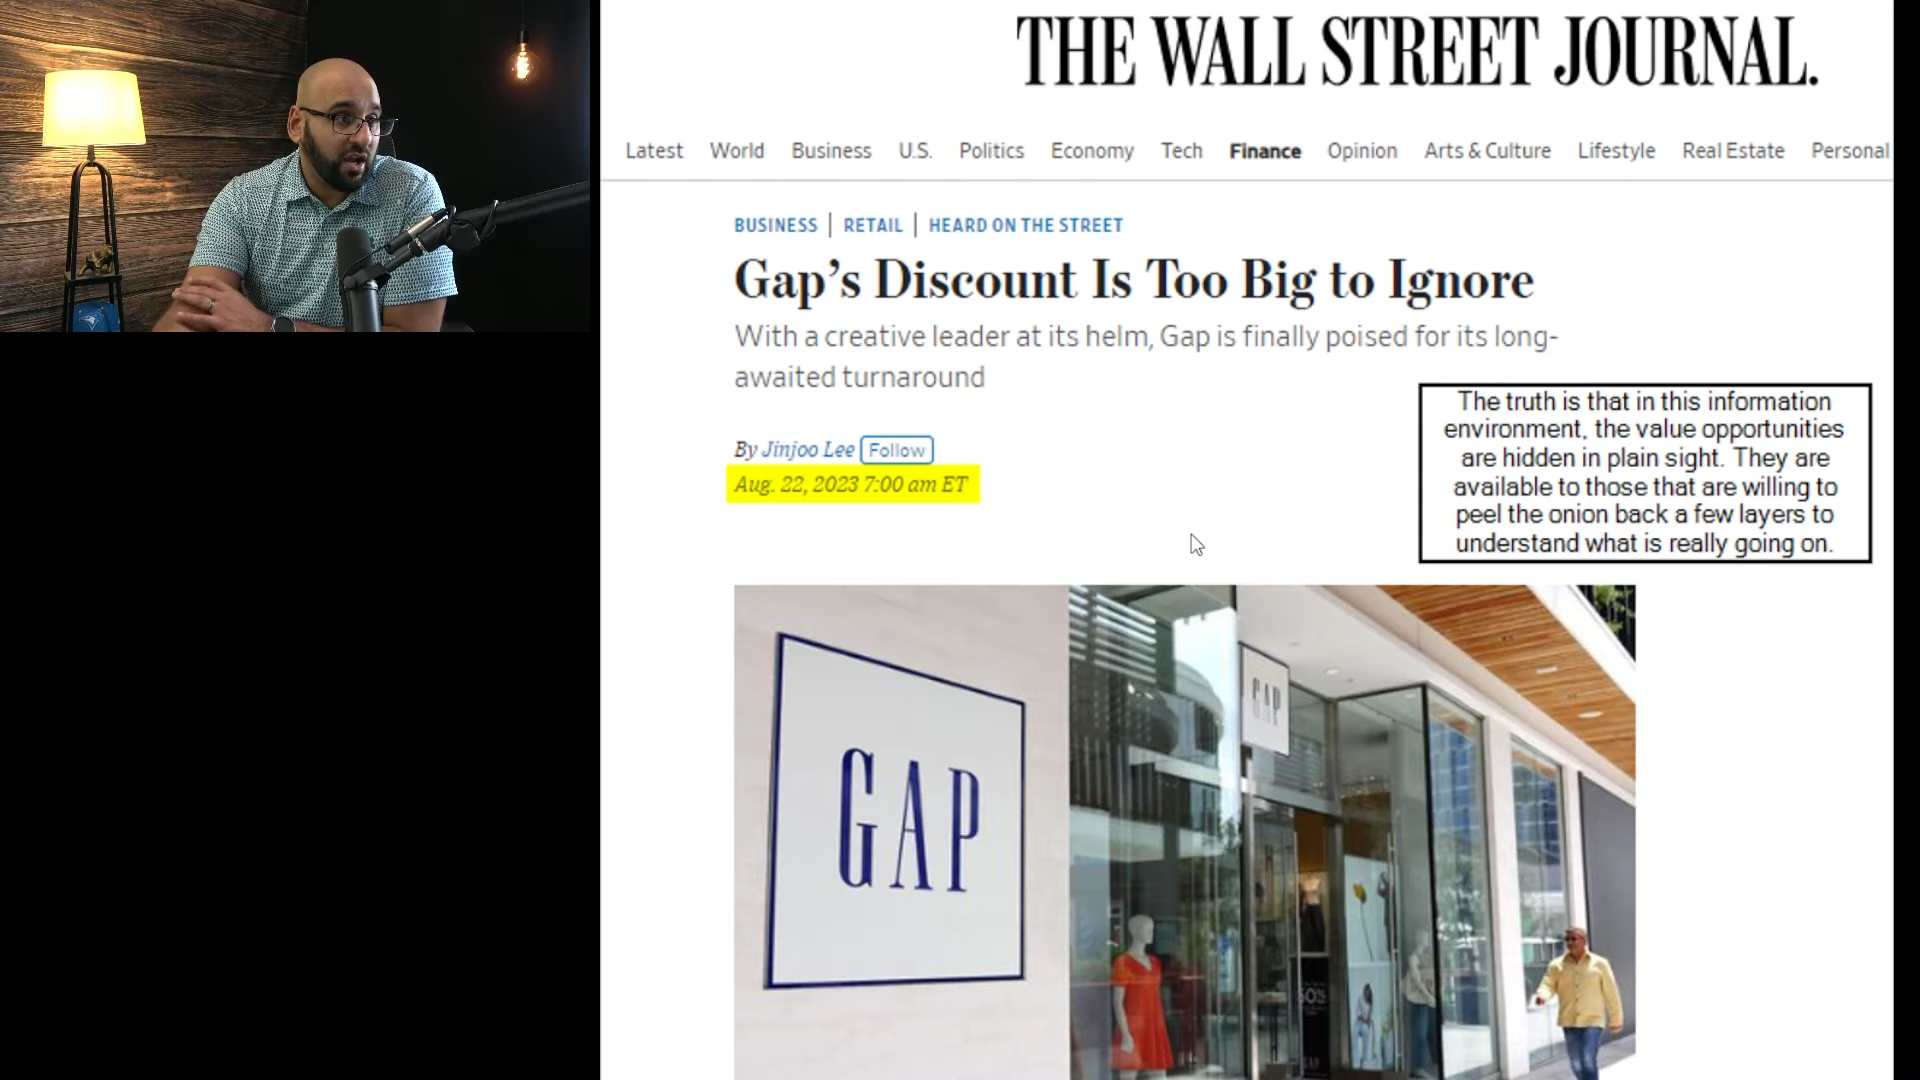 THE WALL STREET JOURNAL.
Latest World Business U.S. Politics Economy Tech Finance Opinion Arts & Culture Lifestyle Real Estate Personal
BUSINESS | RETAIL | HEARD ON THE STREET
Gap's Discount Is Too Big to Ignore
With a creative leader at its helm, Gap is finally poised for its long-
awaited turnaround
By Jinjoo Lee Follow
Aug. 22, 2023 7:00 am ET
The truth is that in this information
environment, the value opportunities
are hidden in plain sight. They are
available to those that are willing to
peel the onion back a few layers to
understand what is really going on.
GAP
GAP
50%